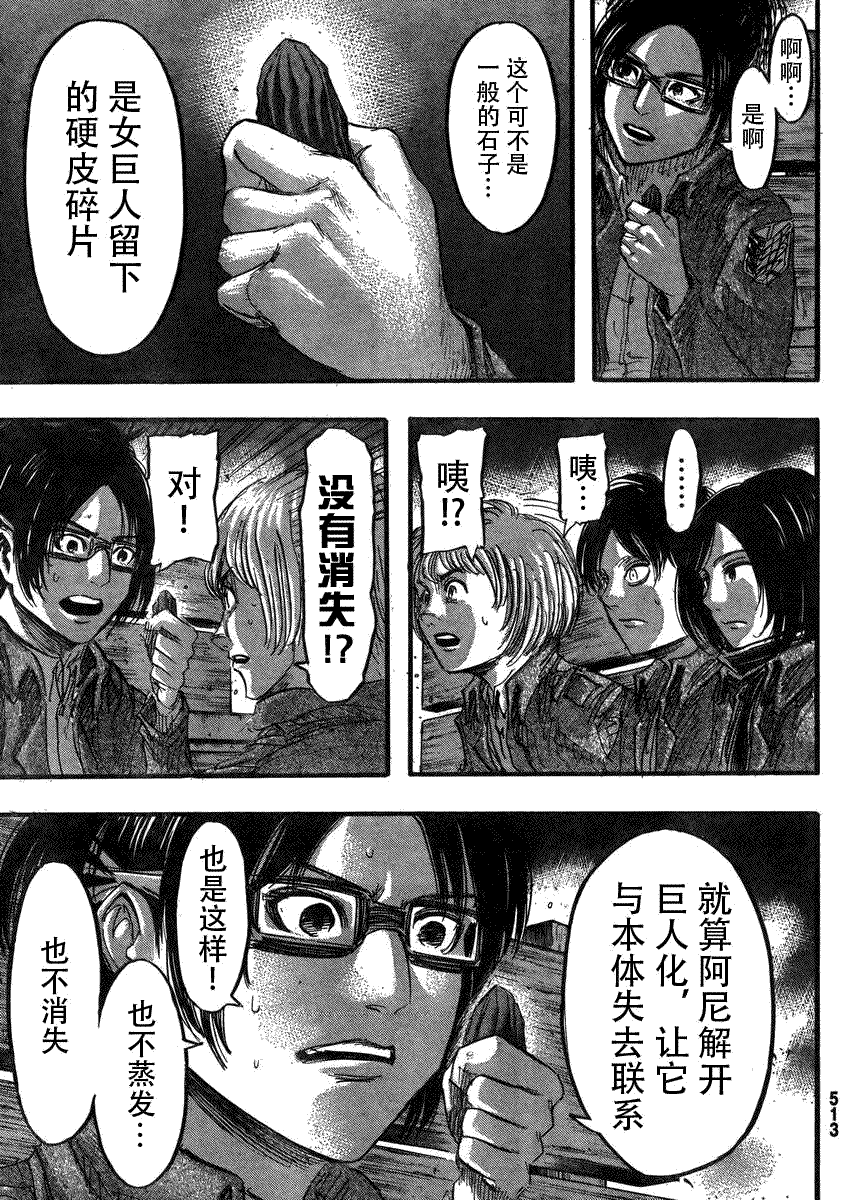 啊啊…
是啊
这个可不是
一般的石子…
是女巨人留下
的硬皮碎片
……
咦…
咦!?
没有消失!?
对!
就算阿尼解开
巨人化,让它
与本体失去联系
也是这样!
也不蒸发…
也不消失
513